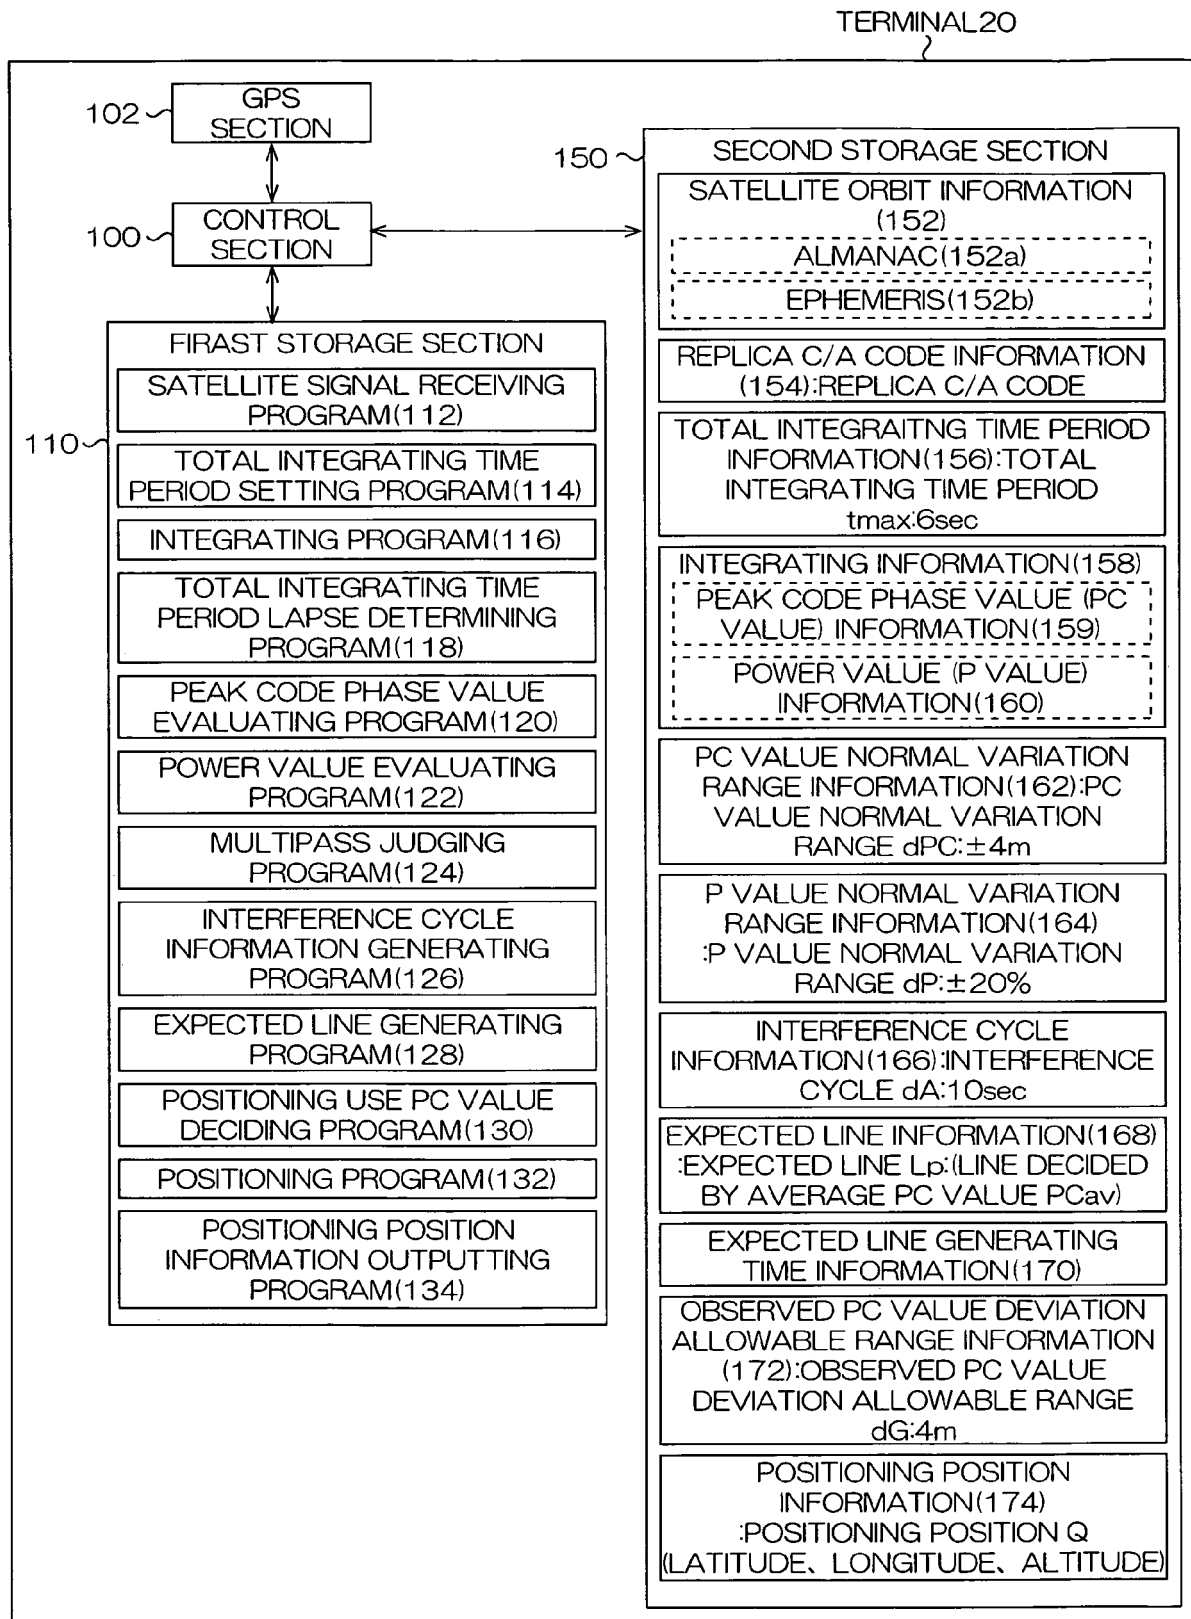 TERMINAL20
102
GPS
SECTION
100
CONTROL
SECTION
110
FIRAST STORAGE SECTION
SATELLITE SIGNAL RECEIVING
PROGRAM(112)
TOTAL INTEGRATING TIME
PERIOD SETTING PROGRAM(114)
INTEGRATING PROGRAM(116)
TOTAL INTEGRATING TIME
PERIOD LAPSE DETERMINING
PROGRAM(118)
PEAK CODE PHASE VALUE
EVALUATING PROGRAM(120)
POWER VALUE EVALUATING
PROGRAM(122)
MULTIPASS JUDGING
PROGRAM(124)
INTERFERENCE CYCLE
INFORMATION GENERATING
PROGRAM(126)
EXPECTED LINE GENERATING
PROGRAM(128)
POSITIONING USE PC VALUE
DECIDING PROGRAM(130)
POSITIONING PROGRAM(132)
POSITIONING POSITION
INFORMATION OUTPUTTING
PROGRAM(134)
150
SECOND STORAGE SECTION
SATELLITE ORBIT INFORMATION
(152)
ALMANAC(152a)
EPHEMERIS(152b)
REPLICA C/A CODE INFORMATION
(154):REPLICA C/A CODE
TOTAL INTEGRAITNG TIME PERIOD
INFORMATION(156):TOTAL
INTEGRATING TIME PERIOD
tmax:6sec
INTEGRATING INFORMATION(158)
PEAK CODE PHASE VALUE (PC
VALUE) INFORMATION(159)
POWER VALUE (P VALUE)
INFORMATION(160)
PC VALUE NORMAL VARIATION
RANGE INFORMATION(162):PC
VALUE NORMAL VARIATION
RANGE dPC:±4m
P VALUE NORMAL VARIATION
RANGE INFORMATION(164)
:P VALUE NORMAL VARIATION
RANGE dP:±20%
INTERFERENCE CYCLE
INFORMATION(166):INTERFERENCE
CYCLE dA:10sec
EXPECTED LINE INFORMATION(168)
:EXPECTED LINE Lp:(LINE DECIDED
BY AVERAGE PC VALUE PCav)
EXPECTED LINE GENERATING
TIME INFORMATION(170)
OBSERVED PC VALUE DEVIATION
ALLOWABLE RANGE INFORMATION
(172):OBSERVED PC VALUE
DEVIATION ALLOWABLE RANGE
dG:4m
POSITIONING POSITION
INFORMATION(174)
:POSITIONING POSITION Q
(LATITUDE、LONGITUDE、ALTITUDE)